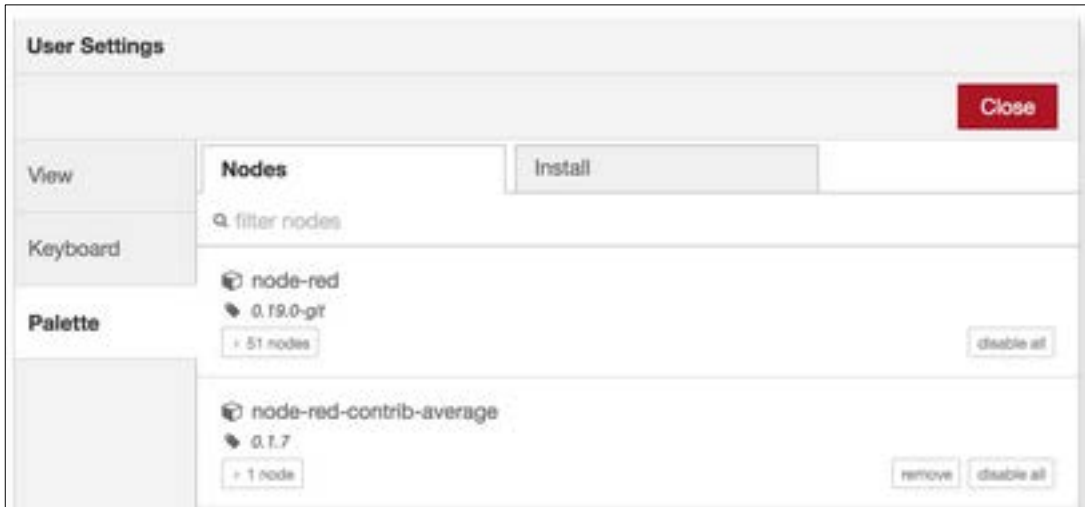 User Settings
Close
View
Nodes
Install
filter nodes
Keyboard
node-red
0.19.0-git
Palette
51 nodes
disable all
node-red-contrib-average
0.1.7
1 node
remove
disable all